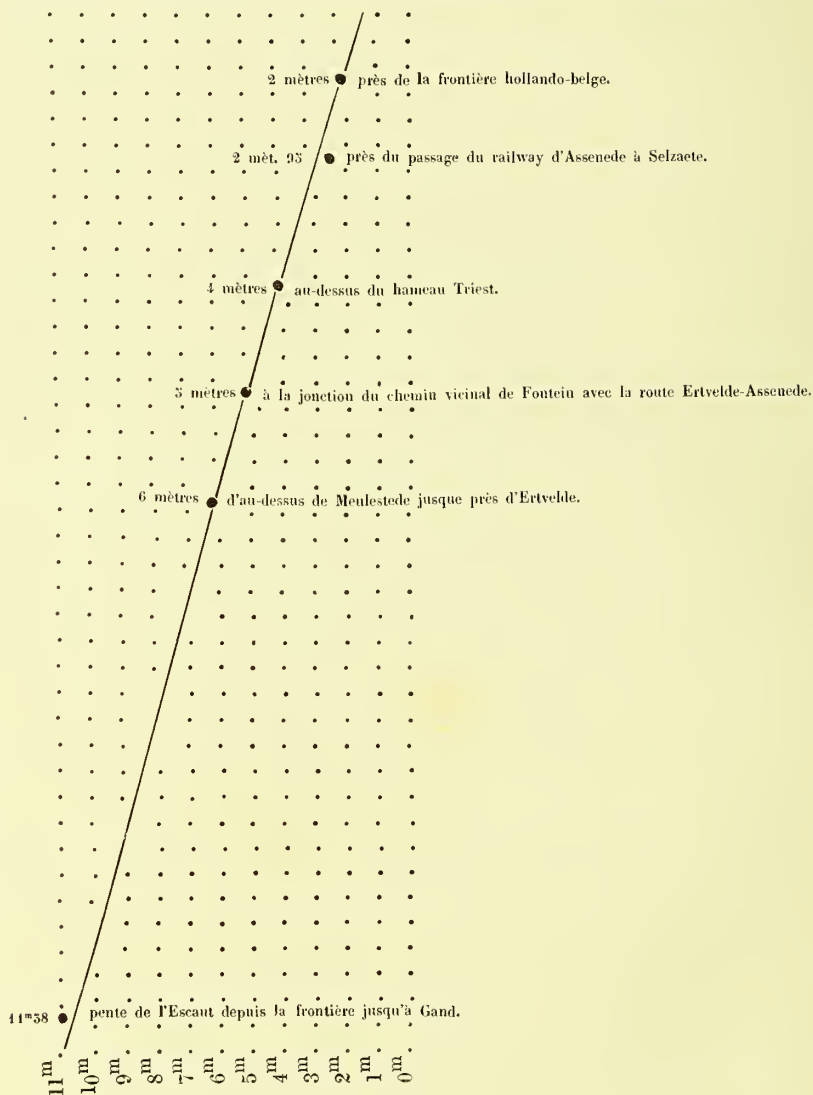 2 mètres près de la frontière hollando-belge.
2 mèt. 95 près du passage du railway d'Assenede à Selzaete.
4 mètres au-dessus du hameau Triest.
5 mètres à la jonction du chemin vicinal de Fontein avec la route Ertvelde-Assenede.
6 mètres d'au-dessus de Meulestede jusque près d'Ertvelde.
11ᵐ38 pente de l'Escaut depuis la frontière jusqu'à Gand.
11m 10m 9m 8m 7m 6m 5m 4m 3m 2m 1m 0m